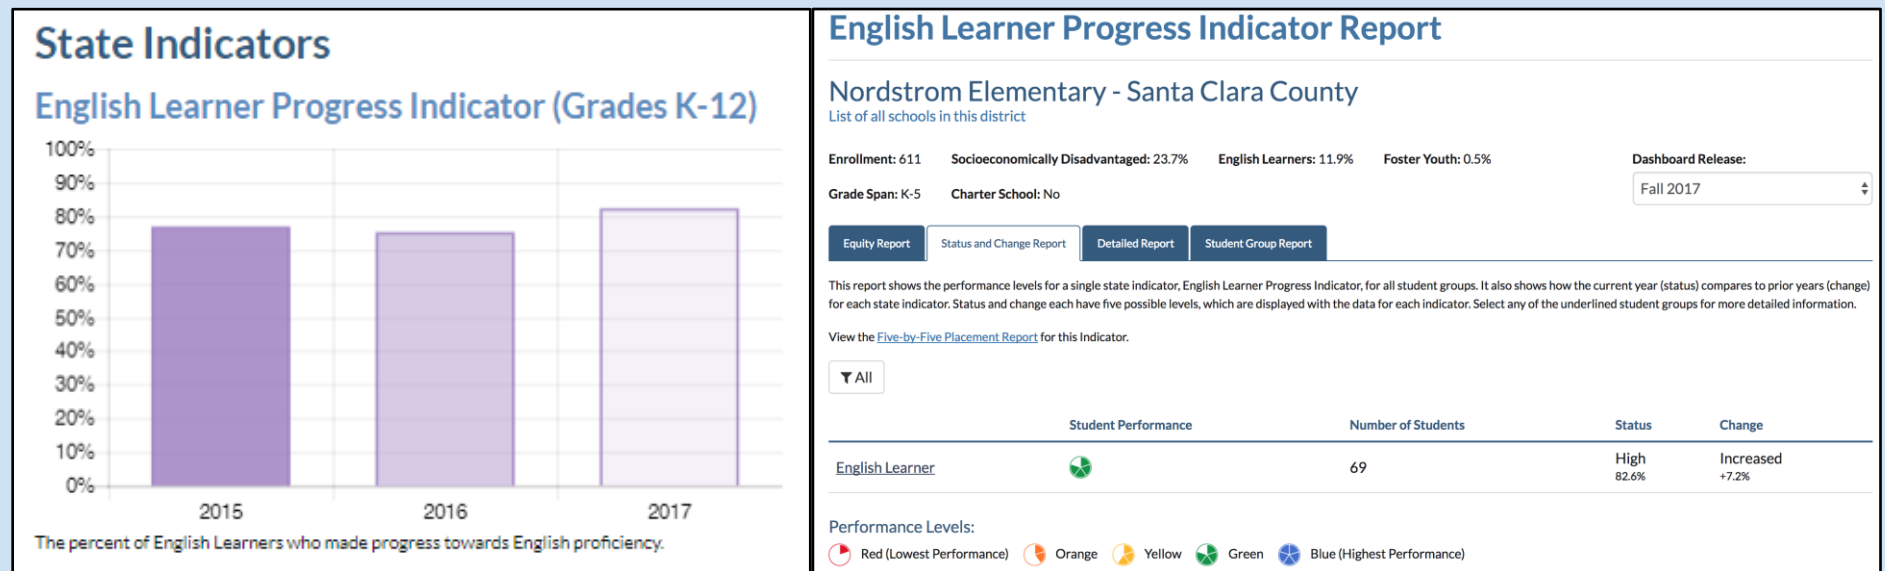 State Indicators
English Learner Progress Indicator (Grades K-12)
100%
90%
80%
70%
60%
50%
40%
30%
20%
10%
0%
2015 2016 2017
The percent of English Learners who made progress towards English proficiency.
English Learner Progress Indicator Report
Nordstrom Elementary - Santa Clara County
List of all schools in this district
Enrollment: 611 Socioeconomically Disadvantaged: 23.7% English Learners: 11.9% Foster Youth: 0.5% Dashboard Release:
Fall 2017
Grade Span: K-5 Charter School: No
Equity Report Status and Change Report Detailed Report Student Group Report
This report shows the performance levels for a single state indicator, English Learner Progress Indicator, for all student groups. It also shows how the current year (status) compares to prior years (change)
for each state indicator. Status and change each have five possible levels, which are displayed with the data for each indicator. Select any of the underlined student groups for more detailed information.
View the Five-by-Five Placement Report for this Indicator.
All
Student Performance Number of Students Status Change
English Learner 69 High Increased
82.6% +7.2%
Performance Levels:
Red (Lowest Performance) Orange Yellow Green Blue (Highest Performance)